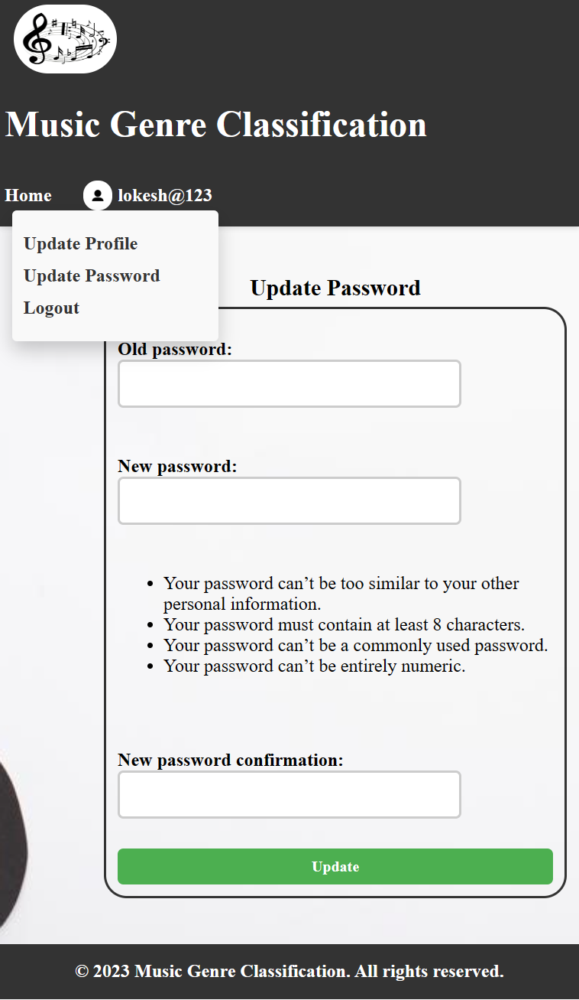 Music Genre Classification
Home
lokesh@123
Update Profile
Update Password
Logout
Update Password
Old password:
New password:
Your password can’t be too similar to your other
personal information.
Your password must contain at least 8 characters.
Your password can’t be a commonly used password.
Your password can’t be entirely numeric.
New password confirmation:
Update
© 2023 Music Genre Classification. All rights reserved.